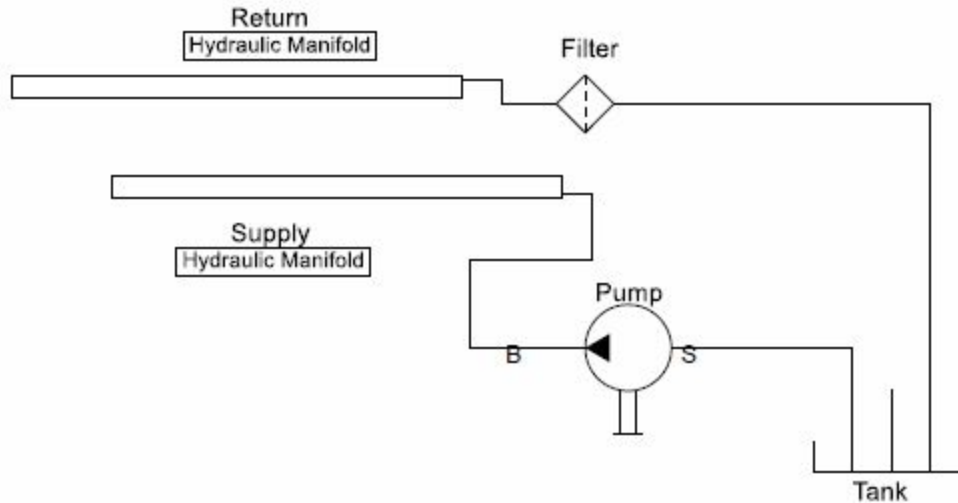 Return
Hydraulic Manifold
Filter
Supply
Hydraulic Manifold
Pump
B
S
Tank